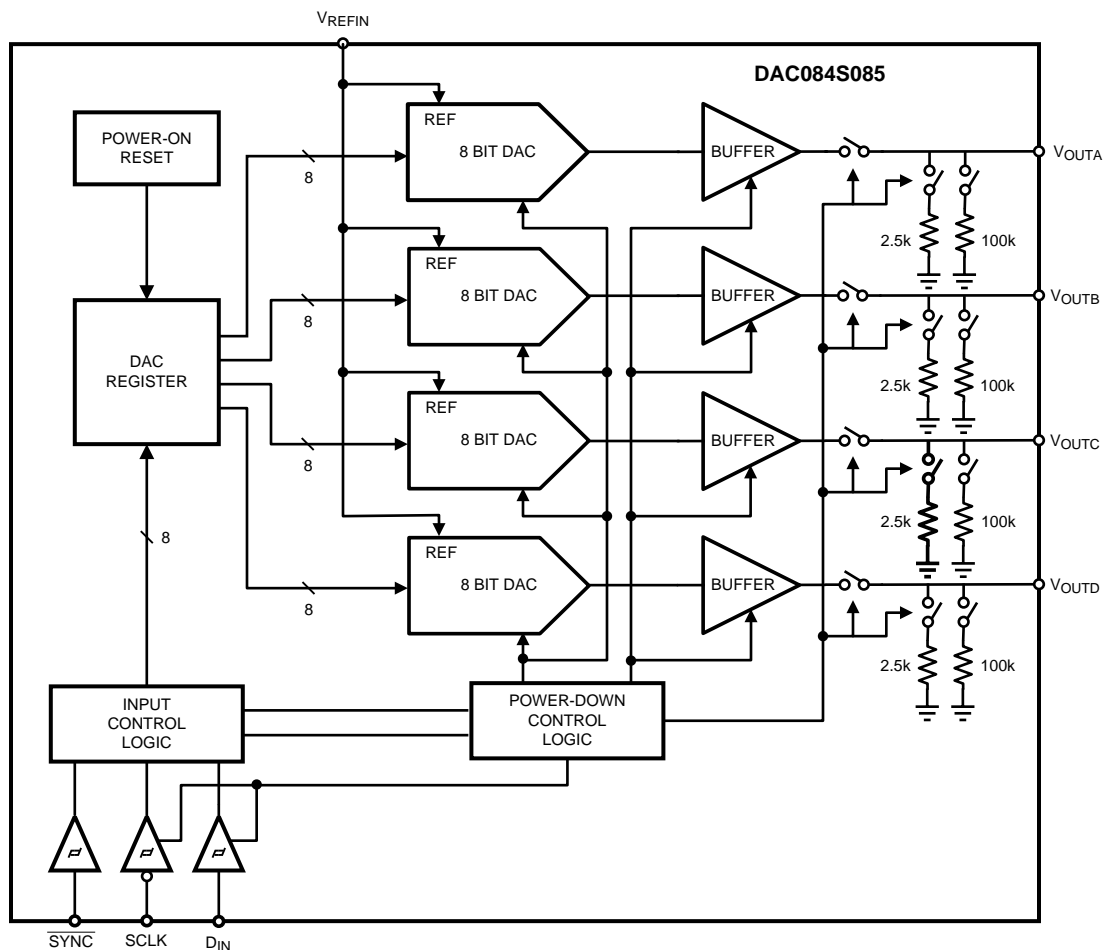 VREFIN
DAC084S085
POWER-ON
RESET
REF
8 BIT DAC
BUFFER
VOUTA
8
2.5k
100k
REF
8 BIT DAC
BUFFER
VOUTB
8
2.5k
100k
DAC
REGISTER
REF
8 BIT DAC
BUFFER
VOUTC
8
2.5k
100k
8
REF
8 BIT DAC
BUFFER
VOUTD
8
2.5k
100k
INPUT
CONTROL
LOGIC
POWER-DOWN
CONTROL
LOGIC
SYNC
SCLK
DIN